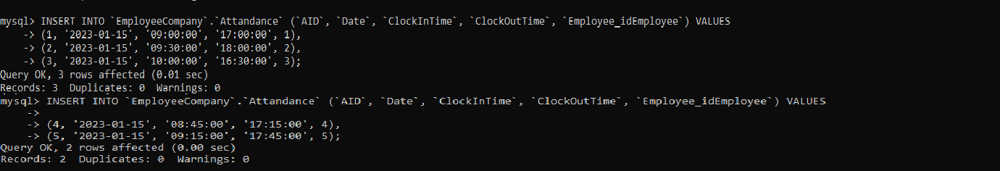 mysql> INSERT INTO `EmployeeCompany`.`Attandance` (`AID`, `Date`, `ClockInTime`, `ClockOutTime`, `Employee_idEmployee`) VALUES
-> (1, '2023-01-15', '09:00:00', '17:00:00', 1),
-> (2, '2023-01-15', '09:30:00', '18:00:00', 2),
-> (3, '2023-01-15', '10:00:00', '16:30:00', 3);
Query OK, 3 rows affected (0.01 sec)
Records: 3  Duplicates: 0  Warnings: 0
mysql> INSERT INTO `EmployeeCompany`.`Attandance` (`AID`, `Date`, `ClockInTime`, `ClockOutTime`, `Employee_idEmployee`) VALUES
->
-> (4, '2023-01-15', '08:45:00', '17:15:00', 4),
-> (5, '2023-01-15', '09:15:00', '17:45:00', 5);
Query OK, 2 rows affected (0.00 sec)
Records: 2  Duplicates: 0  Warnings: 0